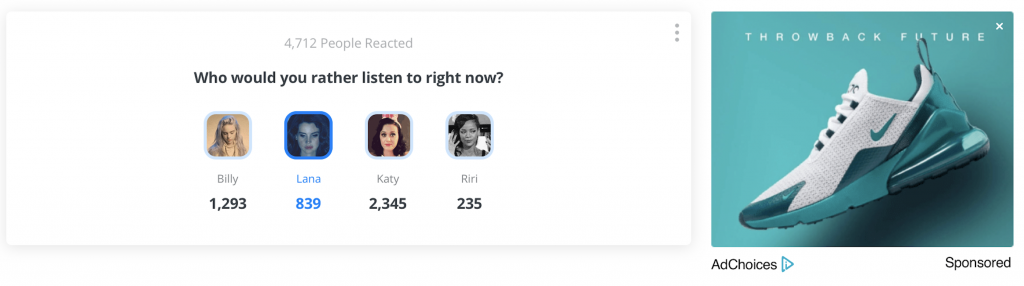 4,712 People Reacted
Who would you rather listen to right now?
Billy Lana Katy Riri
1,293 839 2,345 235
THROWBACK FUTURE
AdChoices Sponsored